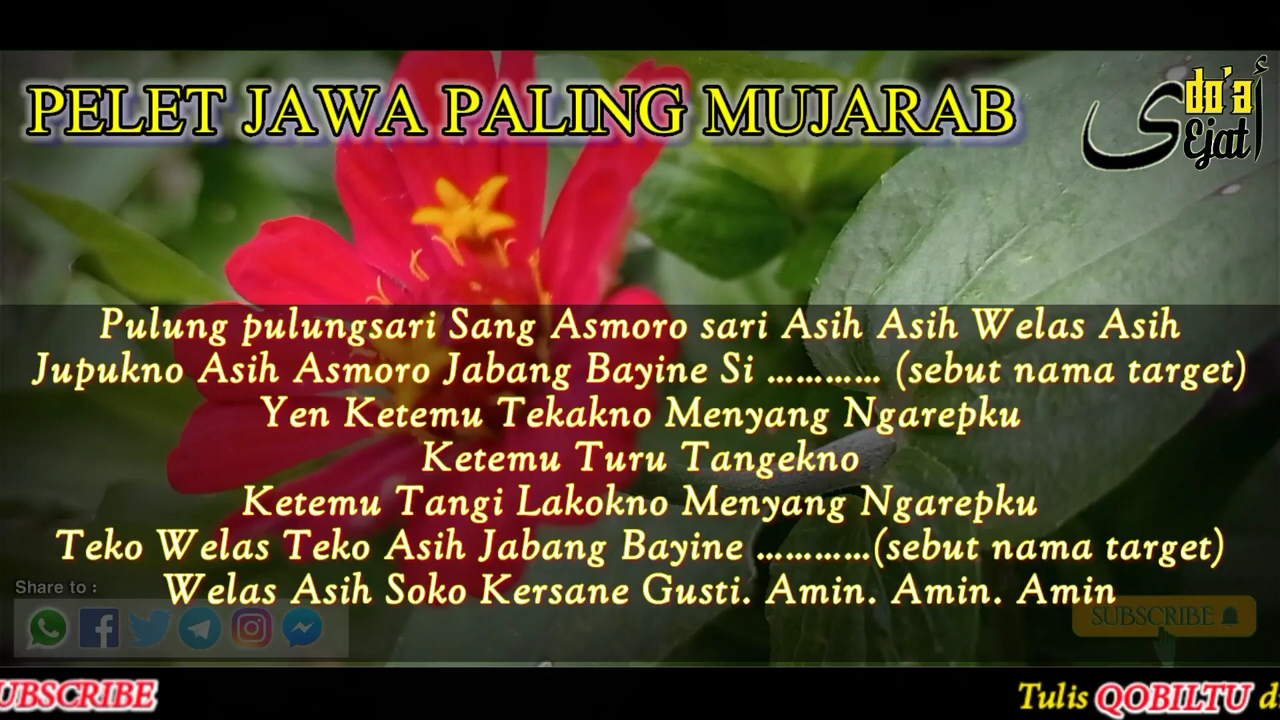 PELET JAWA PALING MUJARAB
do'a
Ejati
Pulung pulungsari Sang Asmoro sari Asih Asih Welas Asih
Jupukno Asih Asmoro Jabang Bayine Si ............ (sebut nama target)
Yen Ketemu Tekakno Menyang Ngarepku
Ketemu Turu Tangekno
Ketemu Tangi Lakokno Menyang Ngarepku
Teko Welas Teko Asih Jabang Bayine ............(sebut nama target)
Welas Asih Soko Kersane Gusti. Amin. Amin. Amin
Share to :
SUBSCRIBE
UBSCRIBE
Tulis QOBILTU d